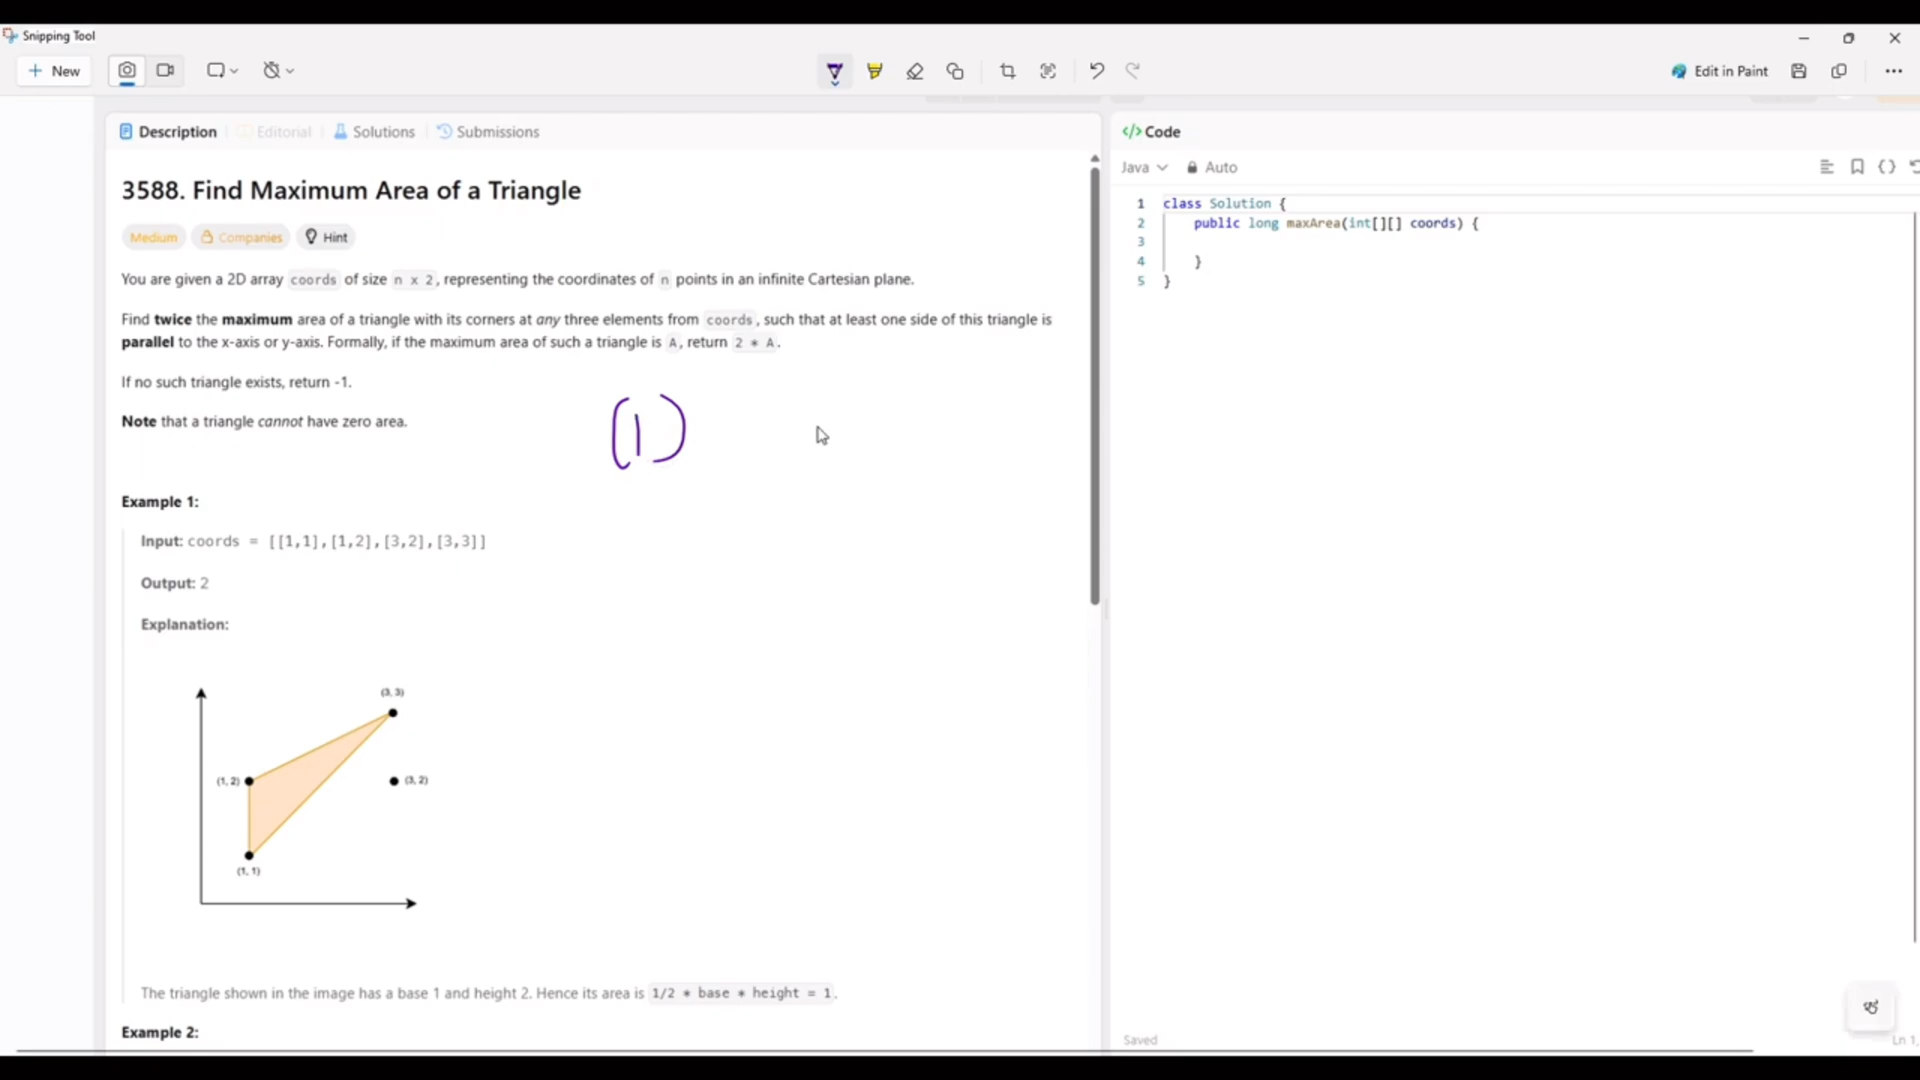 Snipping Tool
New
Edit in Paint
Description
Editorial
Solutions
Submissions
3588. Find Maximum Area of a Triangle
Medium
Companies
Hint
You are given a 2D array coords of size n x 2, representing the coordinates of n points in an infinite Cartesian plane.
Find twice the maximum area of a triangle with its corners at any three elements from coords, such that at least one side of this triangle is
parallel to the x-axis or y-axis. Formally, if the maximum area of such a triangle is A, return 2 * A.
If no such triangle exists, return -1.
Note that a triangle cannot have zero area.
(1)
Example 1:
Input: coords = [[1,1],[1,2],[3,2],[3,3]]
Output: 2
Explanation:
(3, 3)
(1, 2)
(3, 2)
(1, 1)
The triangle shown in the image has a base 1 and height 2. Hence its area is 1/2 * base * height = 1.
Example 2:
</> Code
Java
Auto
1 class Solution {
2 public long maxArea(int[][] coords) {
3
4 }
5 }
Saved
Ln 1,